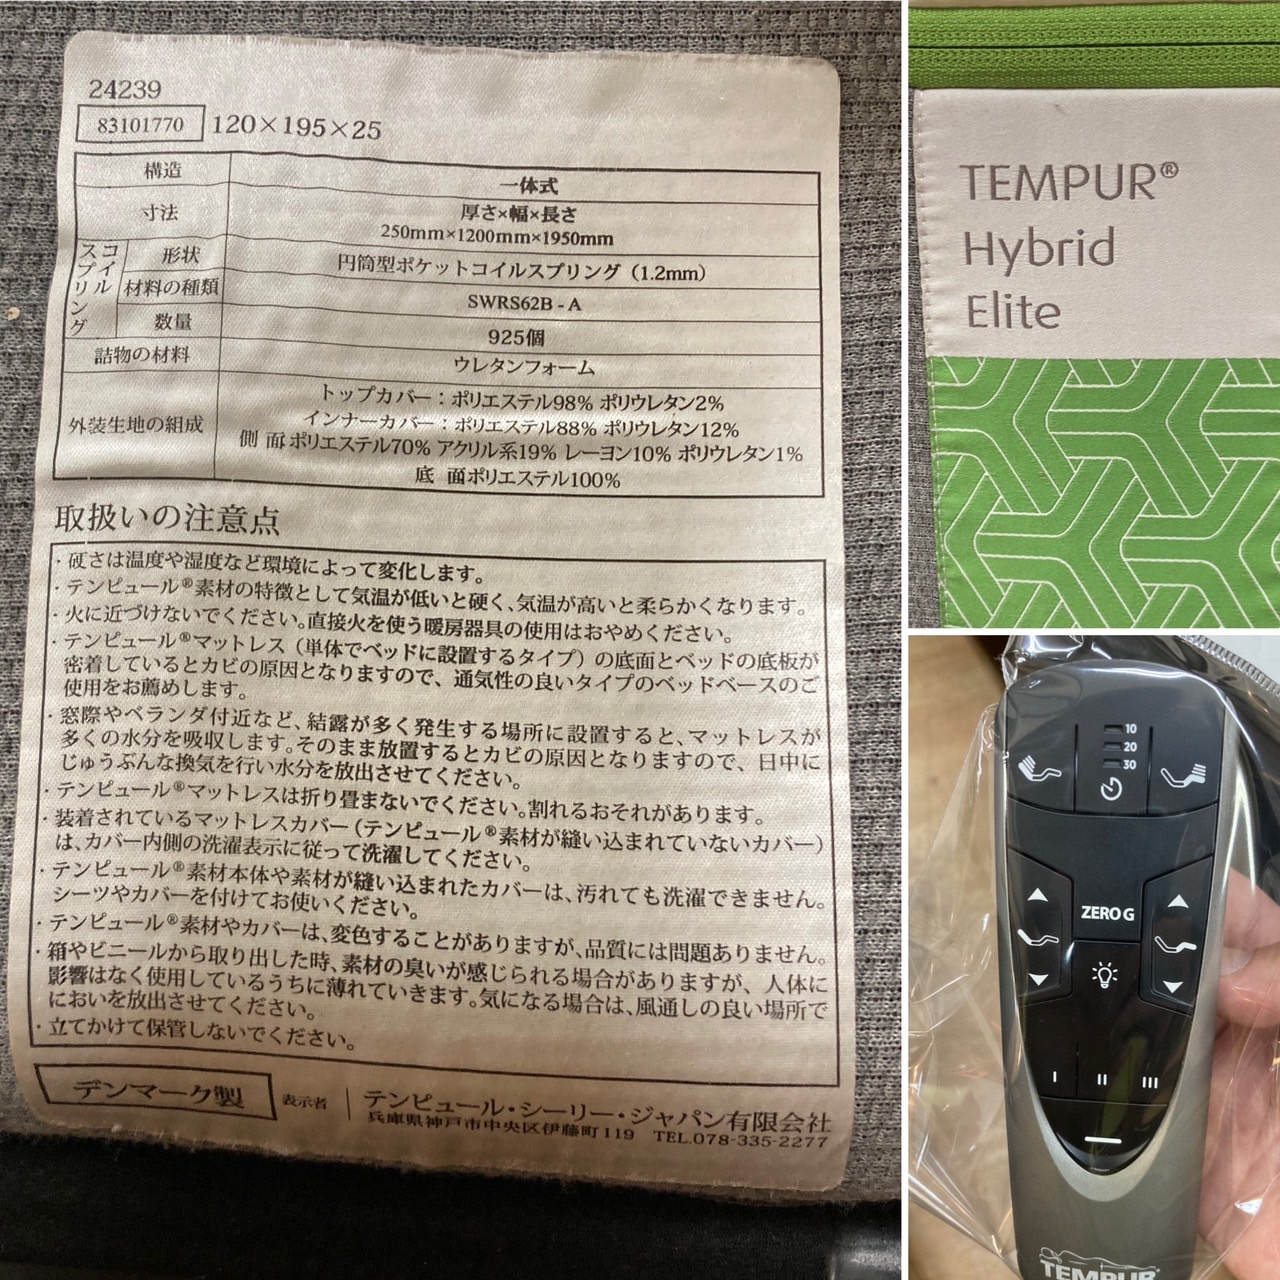 24239
83101770 120×195×25
構造 一体式
寸法 厚さ×幅×長さ
250mm×1200mm×1950mm
コイルスプリング 形状 円筒型ポケットコイルスプリング（1.2mm）
材料の種類 SWRS62B - A
数量 925個
詰物の材料 ウレタンフォーム
外装生地の組成 トップカバー：ポリエステル98% ポリウレタン2%
インナーカバー：ポリエステル88% ポリウレタン12%
側 面 ポリエステル70% アクリル系19% レーヨン10% ポリウレタン1%
底 面ポリエステル100%
取扱いの注意点
・硬さは温度や湿度など環境によって変化します。
・テンピュール®素材の特徴として気温が低いと硬く、気温が高いと柔らかくなります。
・火に近づけないでください。直接火を使う暖房器具の使用はおやめください。
・テンピュール®マットレス（単体でベッドに設置するタイプ）の底面とベッドの底板が
密着しているとカビの原因となりますので、通気性の良いタイプのベッドベースのご
使用をお薦めします。
・窓際やベランダ付近など、結露が多く発生する場所に設置すると、マットレスが
多くの水分を吸収します。そのまま放置するとカビの原因となりますので、日中に
じゅうぶんな換気を行い水分を放出させてください。
・テンピュール®マットレスは折り畳まないでください。割れるおそれがあります。
・装着されているマットレスカバー（テンピュール®素材が縫い込まれていないカバー）
は、カバー内側の洗濯表示に従って洗濯してください。
・テンピュール®素材本体や素材が縫い込まれたカバーは、汚れても洗濯できません。
シーツやカバーを付けてお使いください。
・テンピュール®素材やカバーは、変色することがありますが、品質には問題ありません。
・箱やビニールから取り出した時、素材の臭いが感じられる場合がありますが、人体に
影響はなく使用しているうちに薄れていきます。気になる場合は、風通しの良い場所で
においを放出させてください。
・立てかけて保管しないでください。
デンマーク製 表示者 テンピュール・シーリー・ジャパン有限会社
兵庫県神戸市中央区伊藤町119 TEL.078-335-2277
TEMPUR®
Hybrid
Elite
10
20
30
ZERO G
I II III
TEMPUR